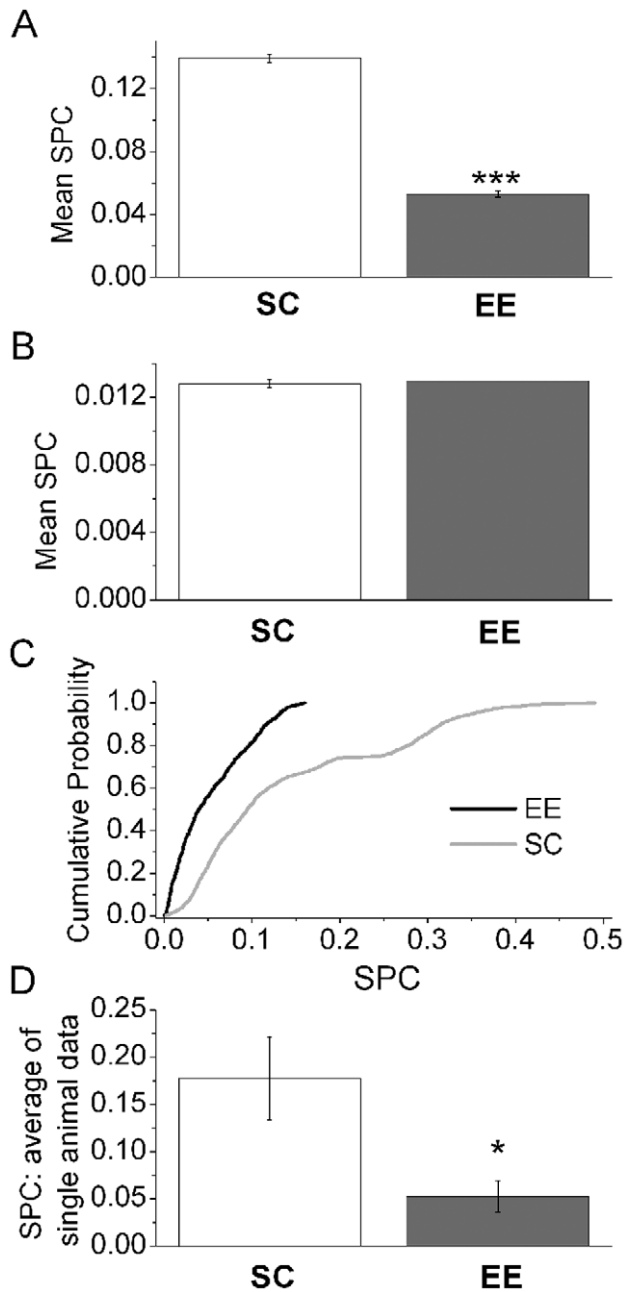 A
Mean SPC
0.12
0.08
0.04
0.00
***
SC EE
B
Mean SPC
0.012
0.008
0.004
0.000
SC EE
C
Cumulative Probability
1.0
0.8
0.6
0.4
0.2
0.0
EE
SC
0.0 0.1 0.2 0.3 0.4 0.5
SPC
D
SPC: average of
single animal data
0.25
0.20
0.15
0.10
0.05
0.00
*
SC EE